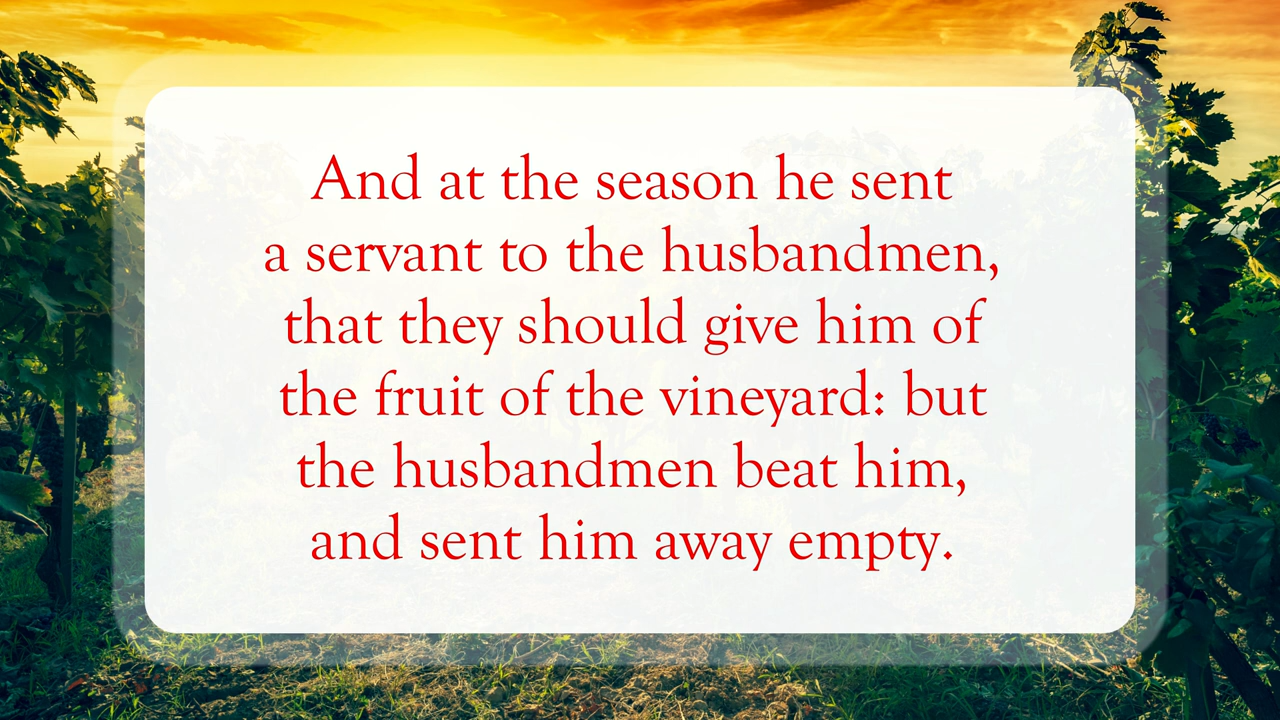 And at the season he sent
a servant to the husbandmen,
that they should give him of
the fruit of the vineyard: but
the husbandmen beat him,
and sent him away empty.